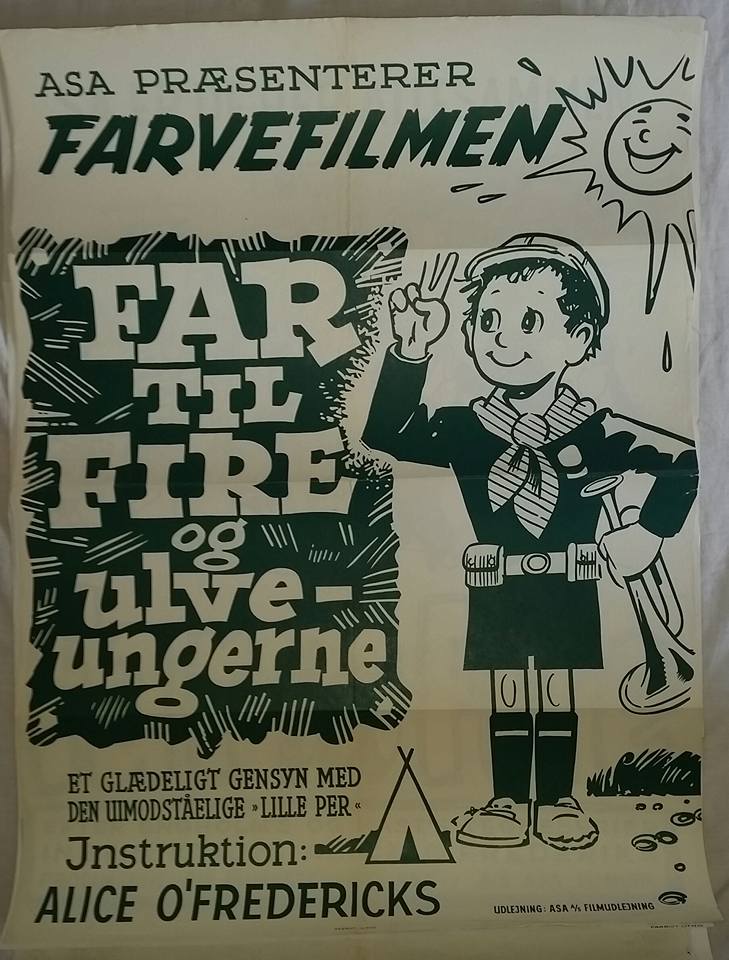 ASA PRÆSENTERER
FARVEFILMEN
FAR
TIL
FIRE
og
ulve-
ungerne
ET GLÆDELIGT GENSYN MED
DEN UIMODSTÅELIGE »LILLE PER«
Jnstruktion:
ALICE O'FREDERICKS
UDLEJNING: ASA A/S FILMUDLEJNING